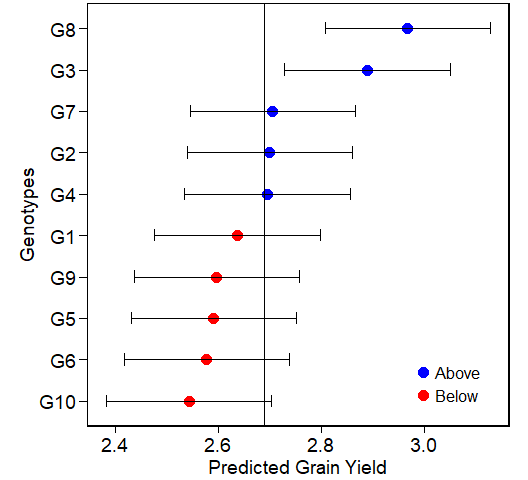 G8
G3
G7
G2
G4
G1
G9
G5
G6
G10
Genotypes
Above
Below
2.4 2.6 2.8 3.0
Predicted Grain Yield